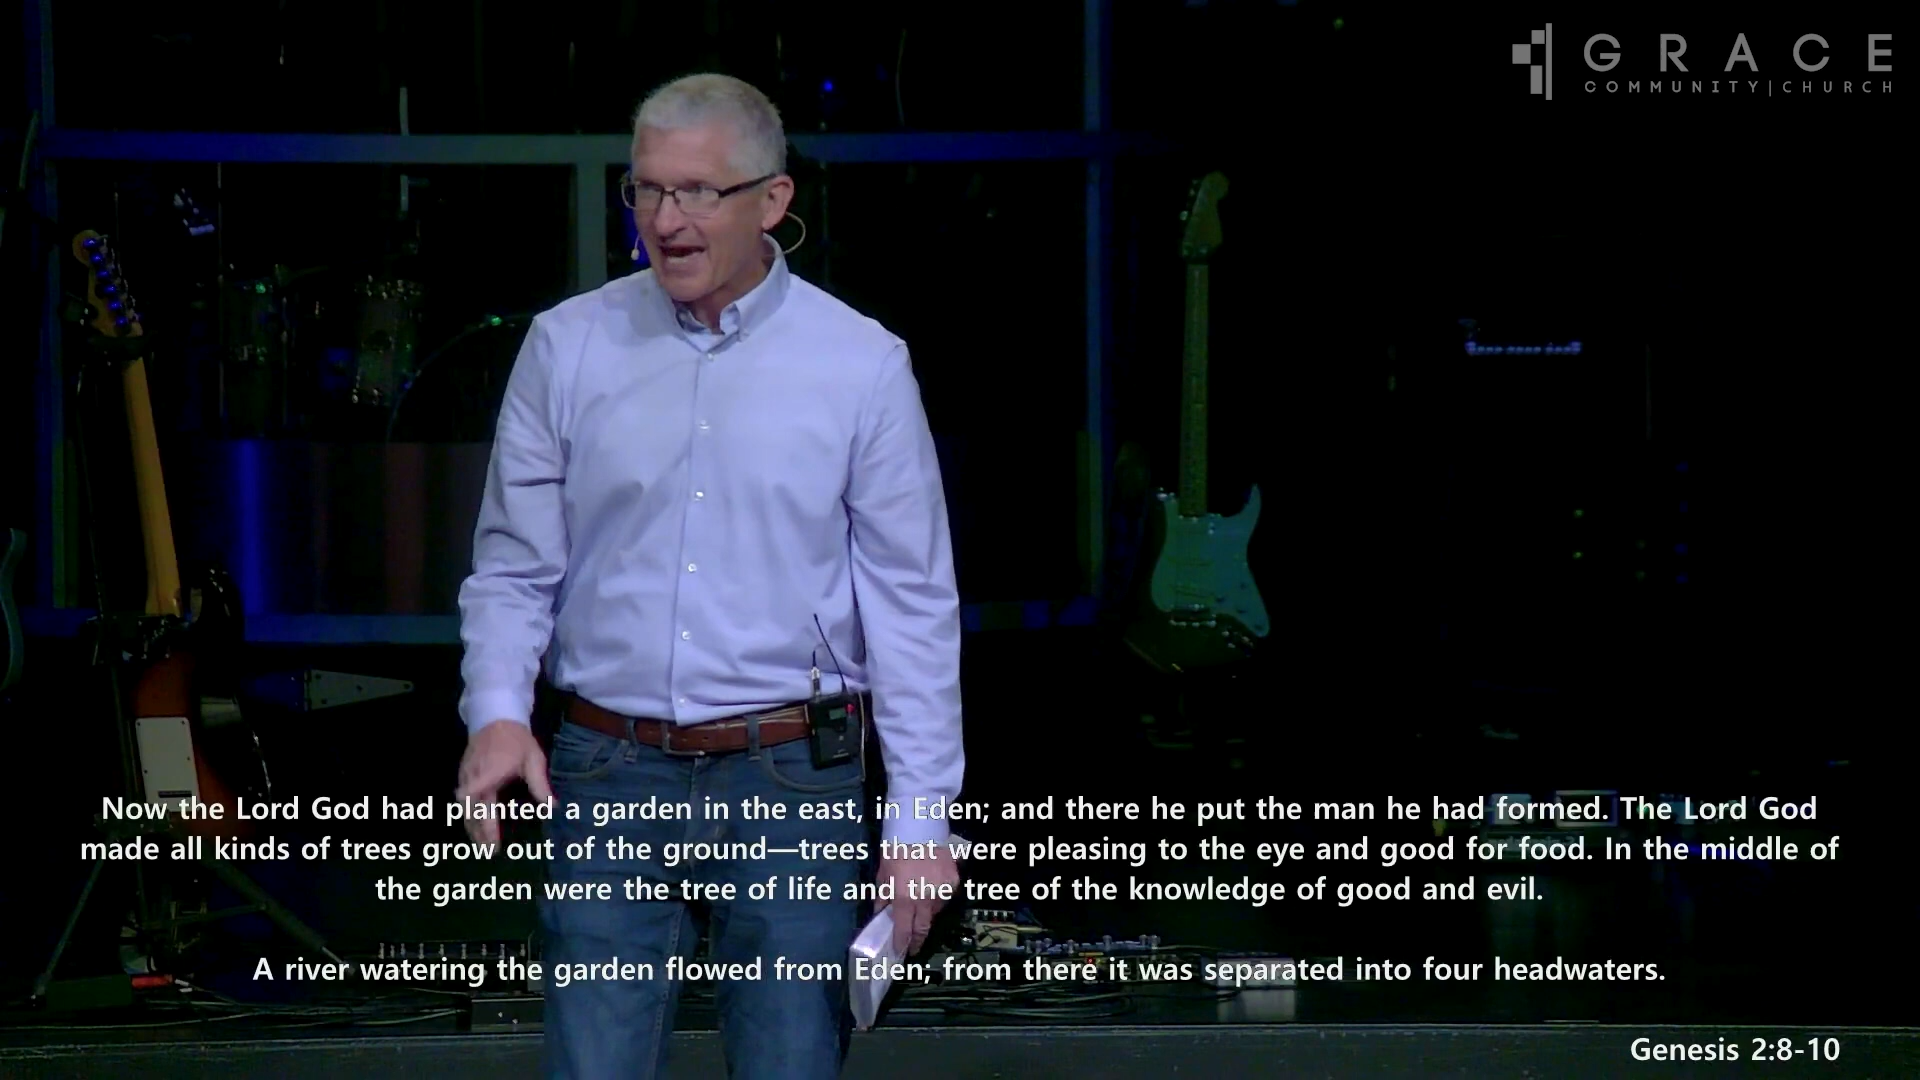 GRACE
COMMUNITY|CHURCH
Now the Lord God had planted a garden in the east, in Eden; and there he put the man he had formed. The Lord God
made all kinds of trees grow out of the ground—trees that were pleasing to the eye and good for food. In the middle of
the garden were the tree of life and the tree of the knowledge of good and evil.
A river watering the garden flowed from Eden; from there it was separated into four headwaters.
Genesis 2:8-10